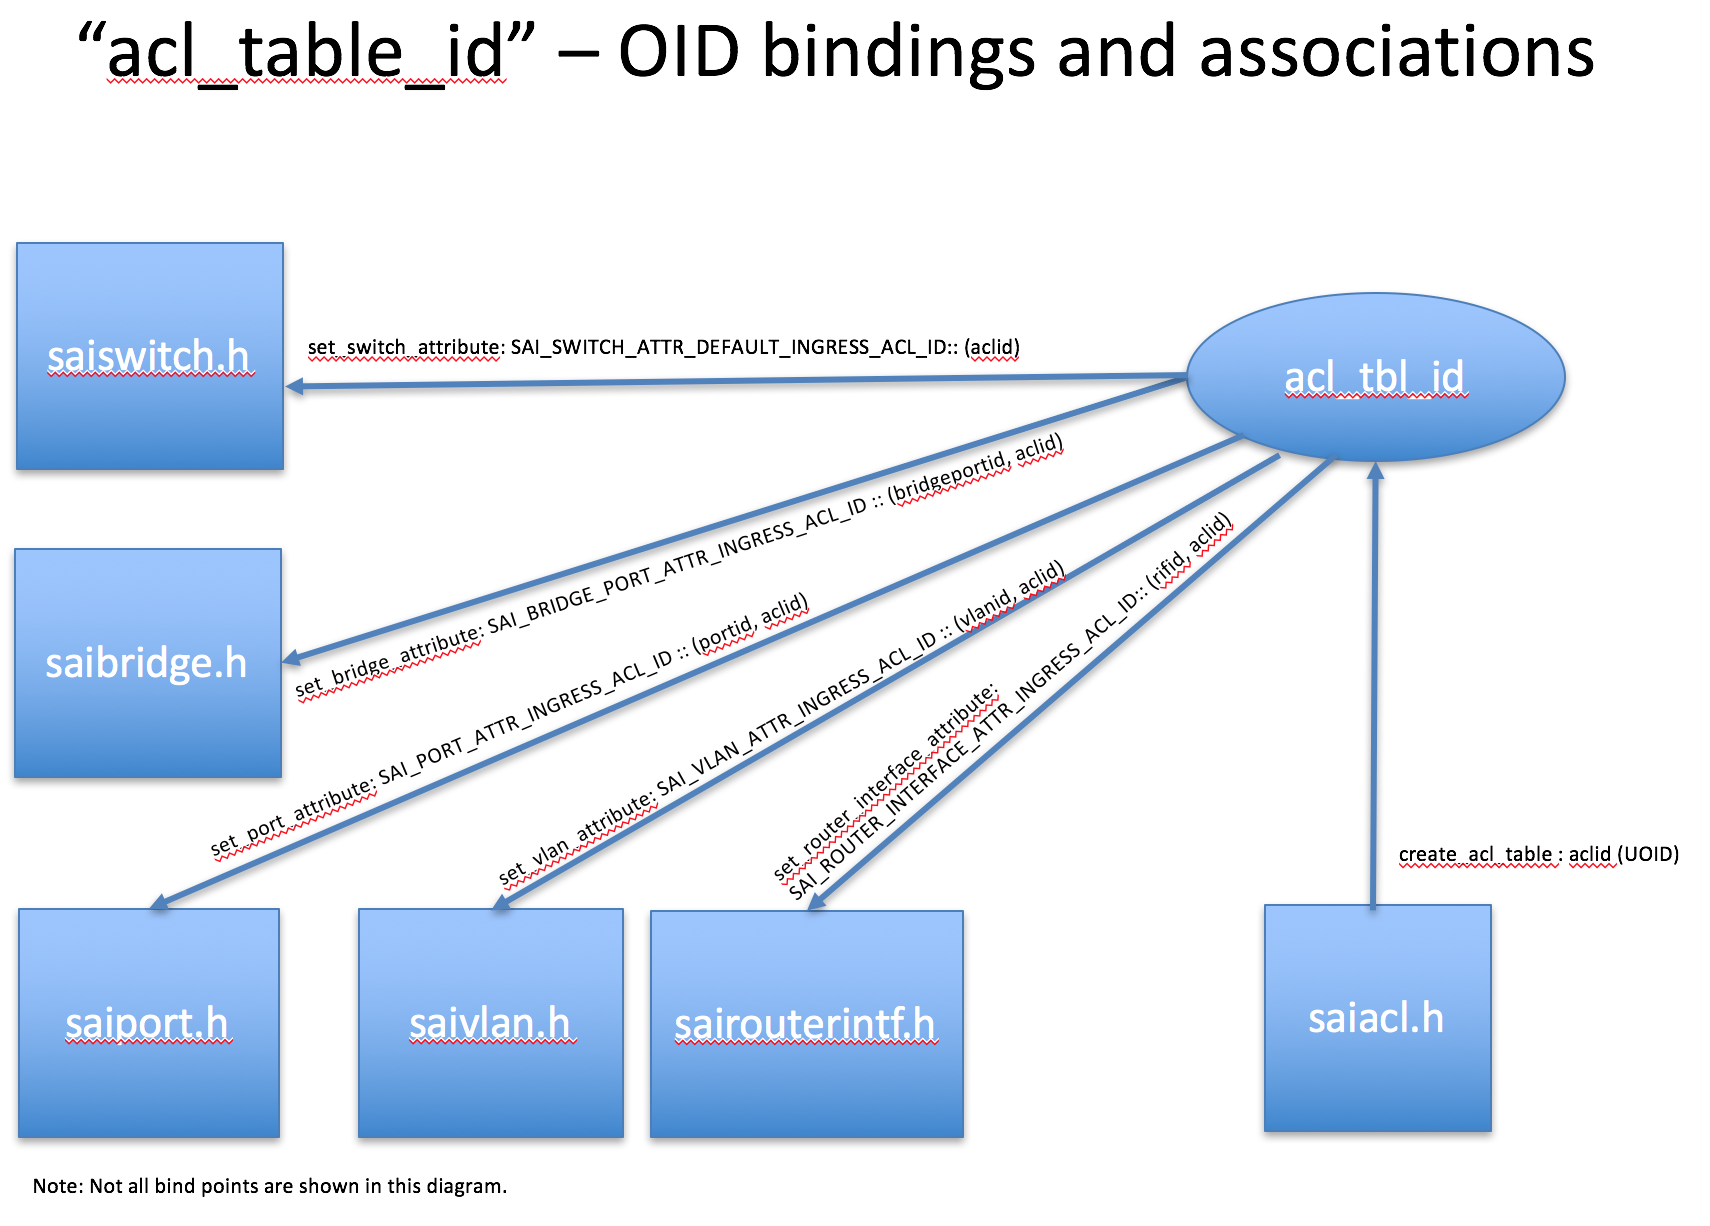 “acl_table_id” – OID bindings and associations
saiswitch.h
set_switch_attribute: SAI_SWITCH_ATTR_DEFAULT_INGRESS_ACL_ID:: (aclid)
acl_tbl_id
saibridge.h
set_bridge_attribute: SAI_BRIDGE_PORT_ATTR_INGRESS_ACL_ID :: (bridgeportid, aclid)
set_port_attribute: SAI_PORT_ATTR_INGRESS_ACL_ID :: (portid, aclid)
set_vlan_attribute: SAI_VLAN_ATTR_INGRESS_ACL_ID :: (vlanid, aclid)
set_router_interface_attribute:
SAI_ROUTER_INTERFACE_ATTR_INGRESS_ACL_ID:: (rifid, aclid)
create_acl_table : aclid (UOID)
saiport.h
saivlan.h
sairouterintf.h
saiacl.h
Note: Not all bind points are shown in this diagram.